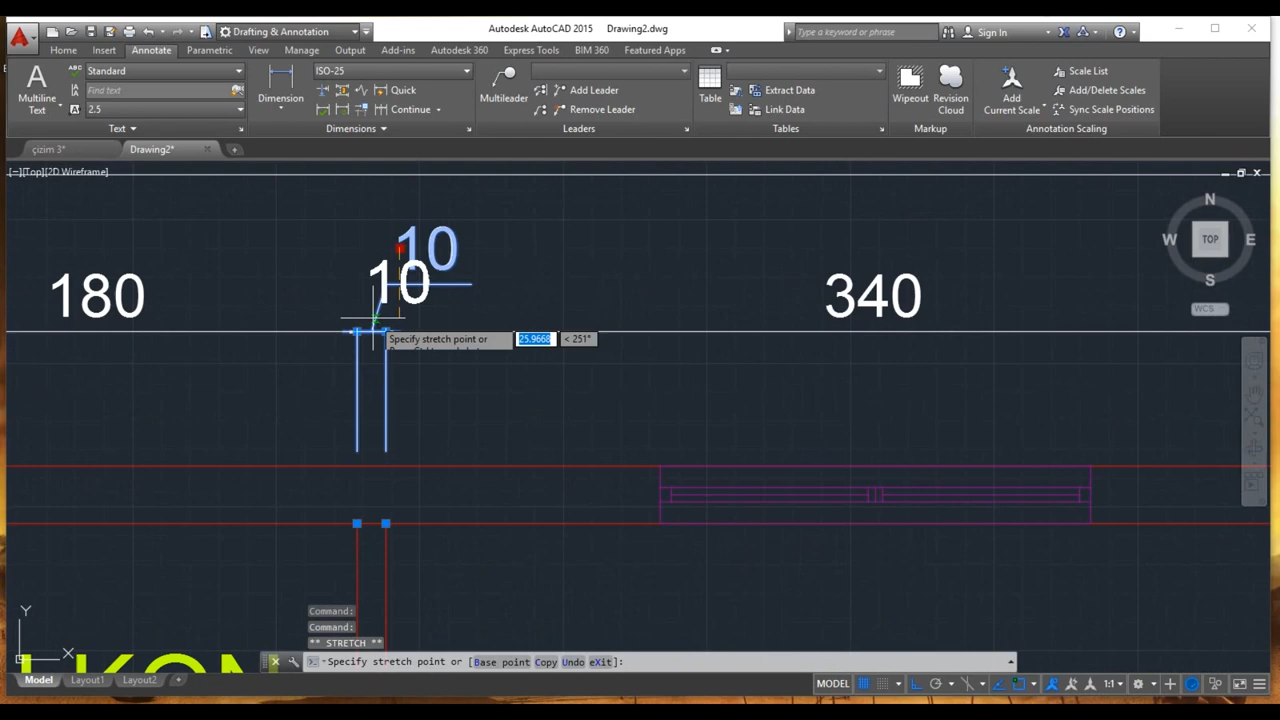 Drafting & Annotation
Autodesk AutoCAD 2015 Drawing2.dwg
Type a keyword or phrase
Sign In
Home Insert Annotate Parametric View Manage Output Add-ins Autodesk 360 Express Tools BIM 360 Featured Apps
A
Multiline
Text
ABC
Standard
Find text
2.5
Text
Dimension
ISO-25
Quick
Continue
Dimensions
Multileader
Add Leader
Remove Leader
Leaders
Table
Extract Data
Link Data
Tables
Wipeout
Revision
Cloud
Markup
Add
Current Scale
Scale List
Add/Delete Scales
Sync Scale Positions
Annotation Scaling
çizim 3*
Drawing2*
[−][Top][2D Wireframe]
N
W TOP E
S
WCS
10
10
180
340
Specify stretch point or
25.9668
< 251°
Y
X
Command:
Command:
** STRETCH **
Specify stretch point or [Base point Copy Undo eXit]:
Model Layout1 Layout2 +
MODEL
1:1